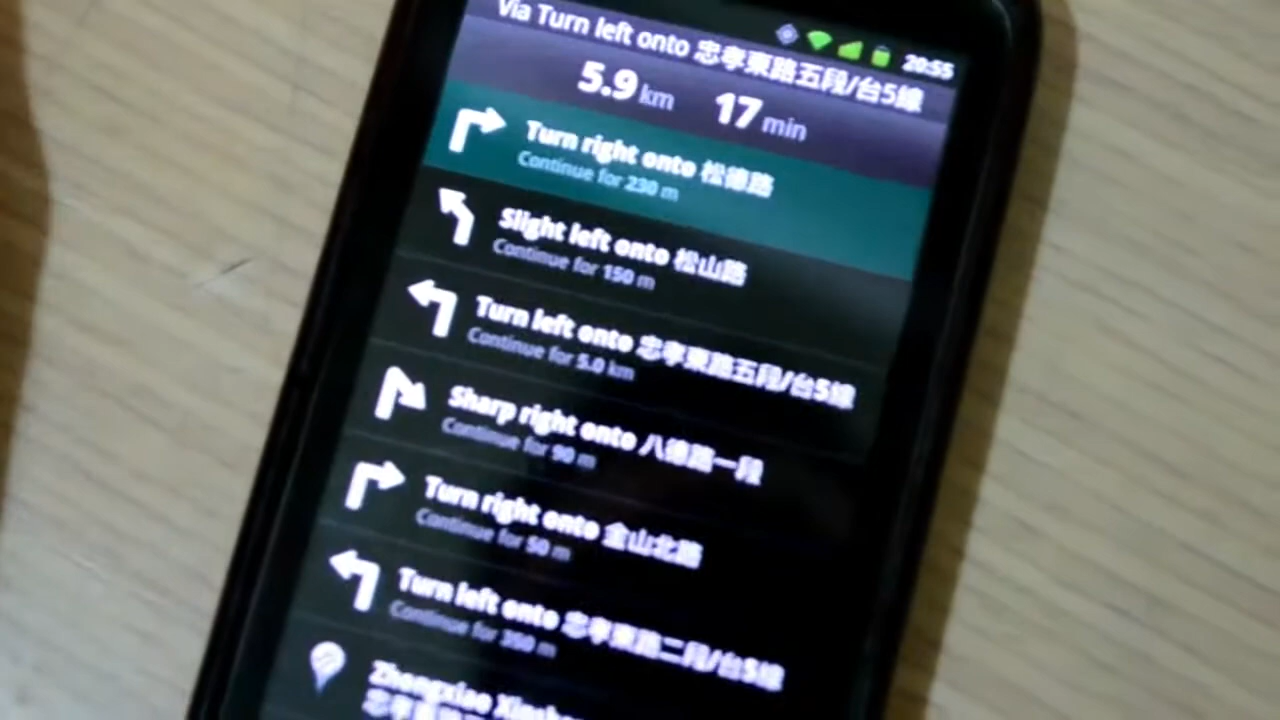 Via Turn left onto 忠孝東路五段/台5線
20:55
5.9 km 17 min
Turn right onto 松德路
Continue for 230 m
Slight left onto 松山路
Continue for 150 m
Turn left onto 忠孝東路五段/台5線
Continue for 5.0 km
Sharp right onto 八德路一段
Continue for 90 m
Turn right onto 金山北路
Continue for 50 m
Turn left onto 忠孝東路二段/台5線
Continue for 350 m
Zhongxiao
忠孝東